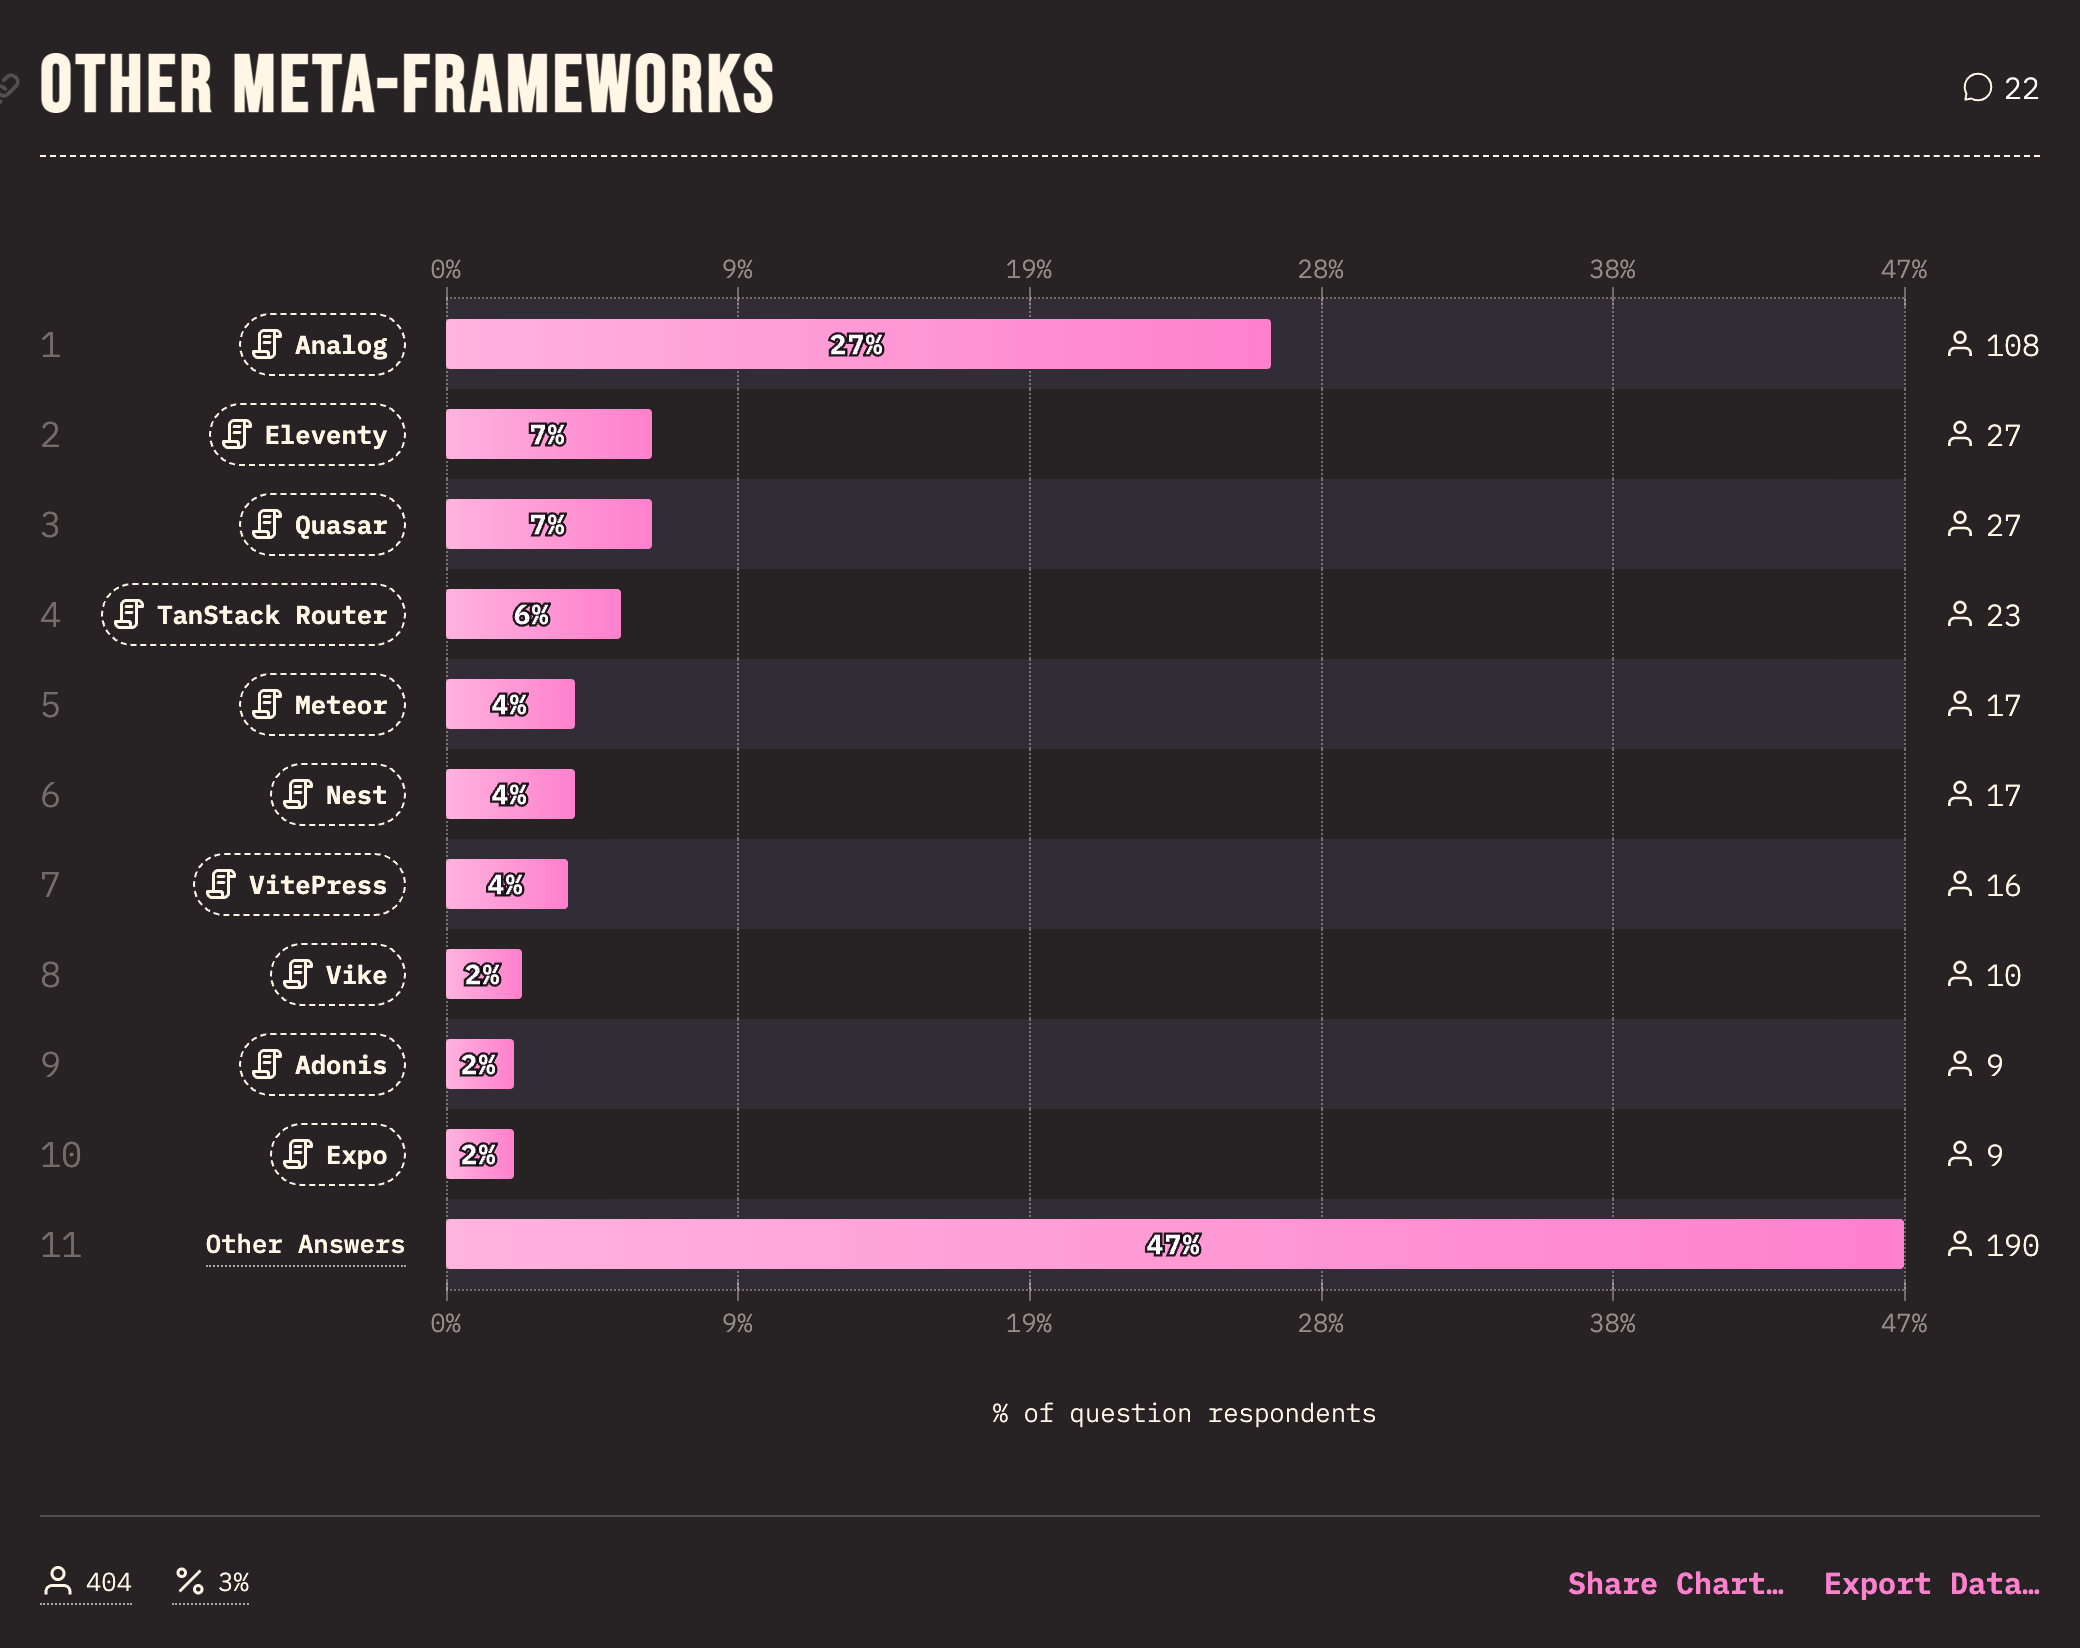 OTHER META-FRAMEWORKS
22
0% 9% 19% 28% 38% 47%
1 Analog 27% 108
2 Eleventy 7% 27
3 Quasar 7% 27
4 TanStack Router 6% 23
5 Meteor 4% 17
6 Nest 4% 17
7 VitePress 4% 16
8 Vike 2% 10
9 Adonis 2% 9
10 Expo 2% 9
11 Other Answers 47% 190
0% 9% 19% 28% 38% 47%
% of question respondents
404 3% Share Chart… Export Data…